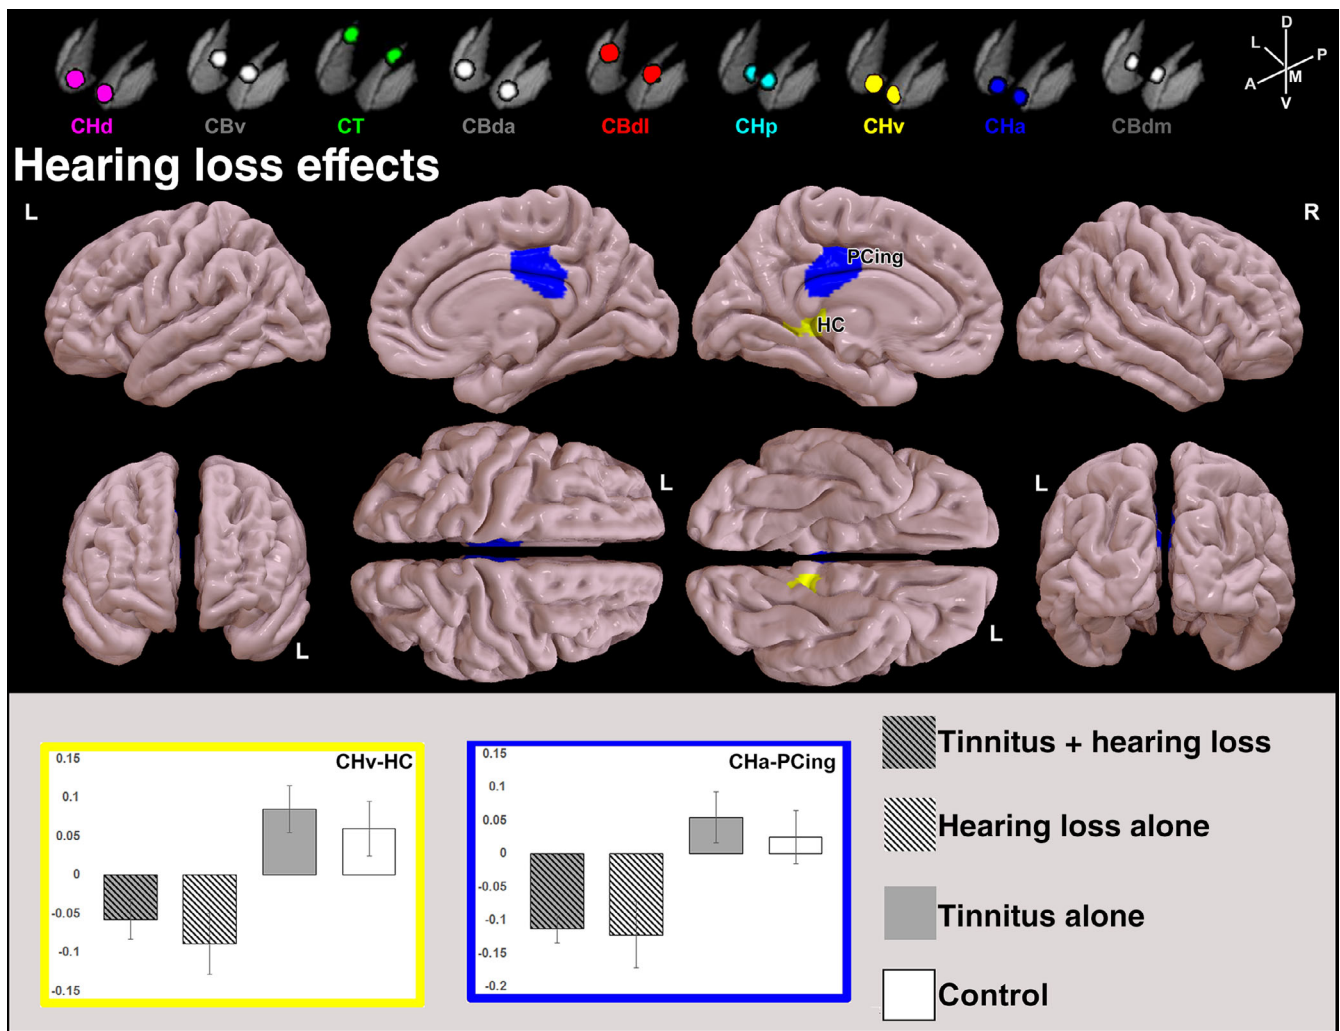 CHd CBv CT CBda CBdl CHp CHv CHa CBdm
D
L
P
A
M
V
Hearing loss effects
L
R
PCing
HC
L
L
L
L
CHv-HC
0.15
0.1
0.05
0
-0.05
-0.1
-0.15
CHa-PCing
0.15
0.1
0.05
0
-0.05
-0.1
-0.15
-0.2
Tinnitus + hearing loss
Hearing loss alone
Tinnitus alone
Control